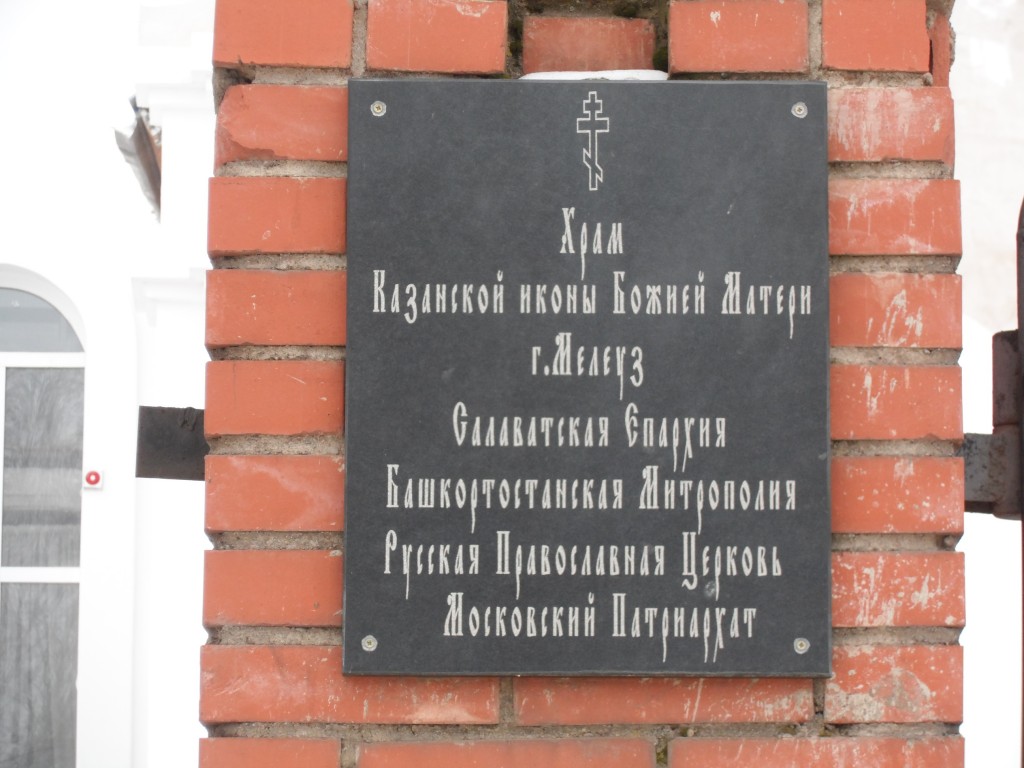 Храм
Казанской иконы Божией Матери
г.Мелеуз
Салаватская Епархия
Башкортостанская Митрополия
Русская Православная Церковь
Московский Патриархат